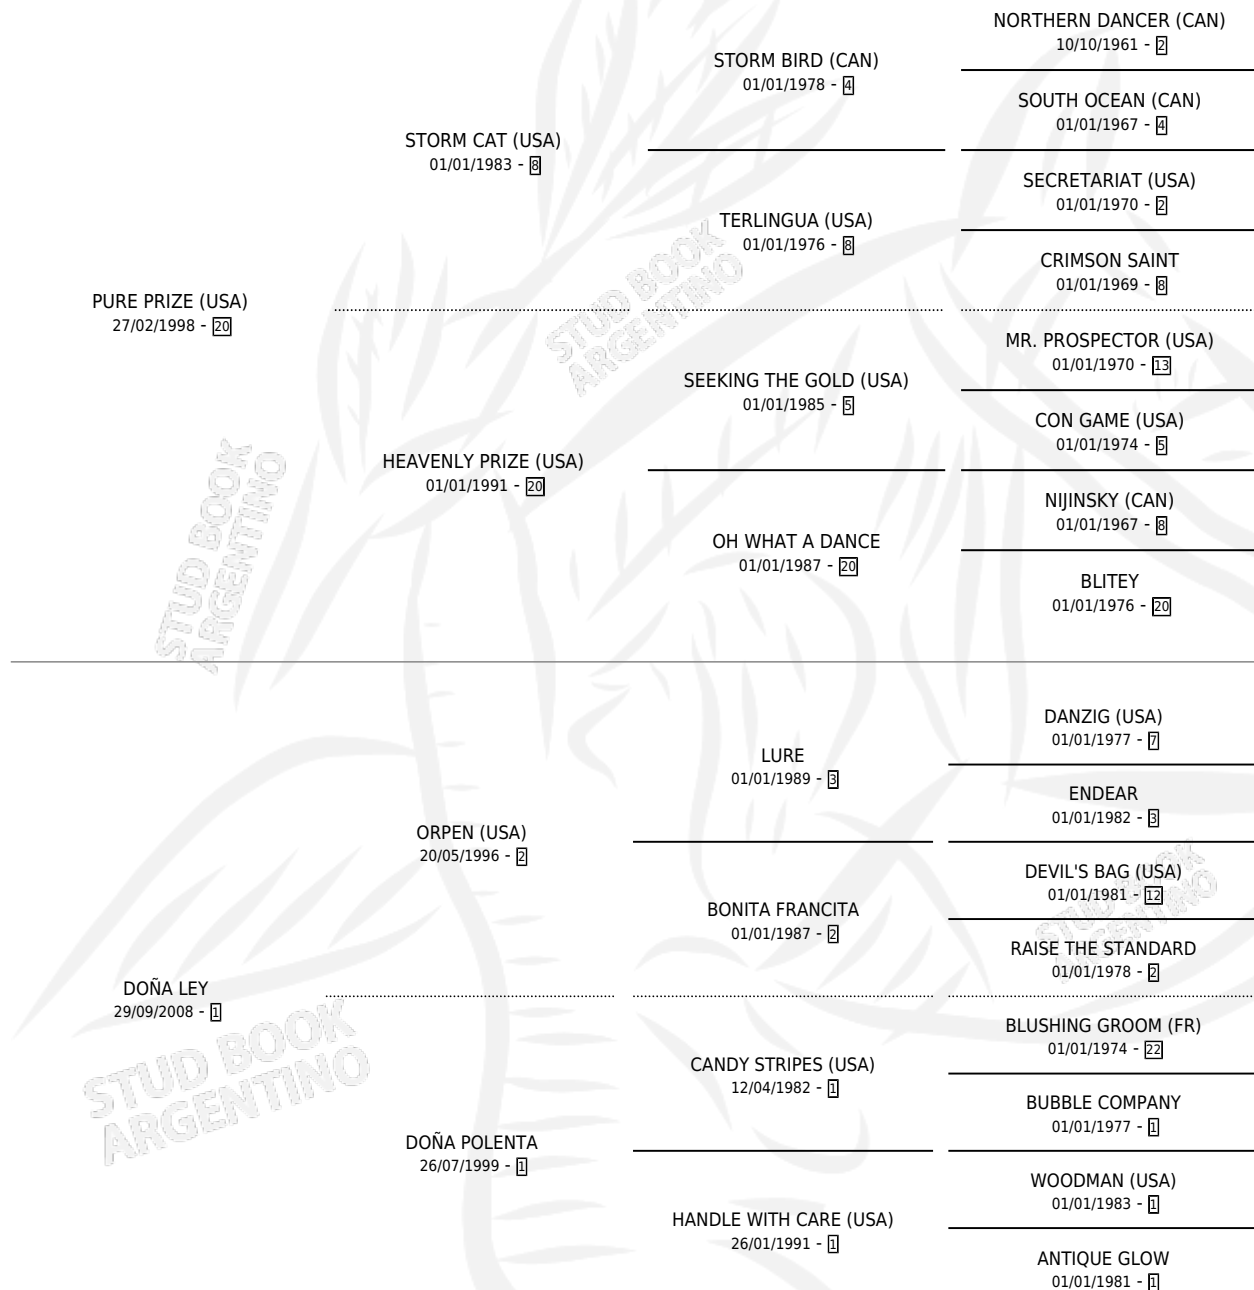 NORTHERN DANCER (CAN)
10/10/1961 - 2
STORM BIRD (CAN)
01/01/1978 - 4
SOUTH OCEAN (CAN)
01/01/1967 - 4
STORM CAT (USA)
01/01/1983 - 8
SECRETARIAT (USA)
01/01/1970 - 2
TERLINGUA (USA)
01/01/1976 - 8
CRIMSON SAINT
01/01/1969 - 8
PURE PRIZE (USA)
27/02/1998 - 20
MR. PROSPECTOR (USA)
01/01/1970 - 13
SEEKING THE GOLD (USA)
01/01/1985 - 5
CON GAME (USA)
01/01/1974 - 5
HEAVENLY PRIZE (USA)
01/01/1991 - 20
NIJINSKY (CAN)
01/01/1967 - 8
OH WHAT A DANCE
01/01/1987 - 20
BLITEY
01/01/1976 - 20
DANZIG (USA)
01/01/1977 - 7
LURE
01/01/1989 - 3
ENDEAR
01/01/1982 - 3
ORPEN (USA)
20/05/1996 - 2
DEVIL'S BAG (USA)
01/01/1981 - 12
BONITA FRANCITA
01/01/1987 - 2
RAISE THE STANDARD
01/01/1978 - 2
DOÑA LEY
29/09/2008 - 1
BLUSHING GROOM (FR)
01/01/1974 - 22
CANDY STRIPES (USA)
12/04/1982 - 1
BUBBLE COMPANY
01/01/1977 - 1
DOÑA POLENTA
26/07/1999 - 1
WOODMAN (USA)
01/01/1983 - 1
HANDLE WITH CARE (USA)
26/01/1991 - 1
ANTIQUE GLOW
01/01/1981 - 1
STUD BOOK
ARGENTINO
STUD BOOK
ARGENTINO
STUD BOOK
ARGENTINO
STUD BOOK
ARGENTINO